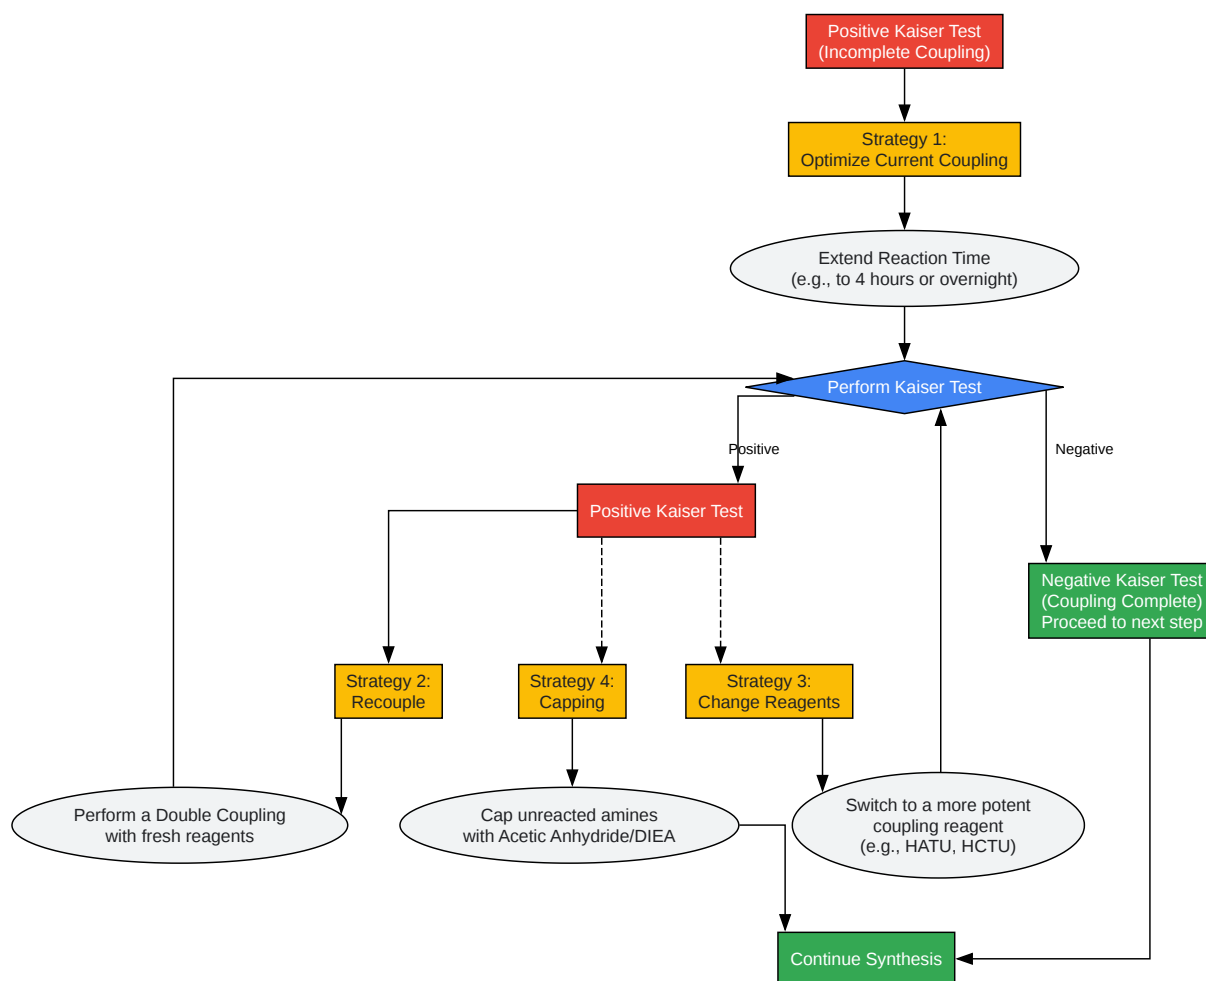 Positive Kaiser Test
(Incomplete Coupling)
Strategy 1:
Optimize Current Coupling
Extend Reaction Time
(e.g., to 4 hours or overnight)
Perform Kaiser Test
Positive
Negative
Positive Kaiser Test
Negative Kaiser Test
(Coupling Complete)
Proceed to next step
Strategy 2:
Recouple
Strategy 4:
Capping
Strategy 3:
Change Reagents
Perform a Double Coupling
with fresh reagents
Cap unreacted amines
with Acetic Anhydride/DIEA
Switch to a more potent
coupling reagent
(e.g., HATU, HCTU)
Continue Synthesis